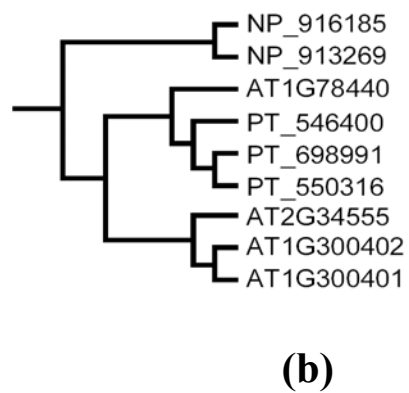 NP_916185
NP_913269
AT1G78440
PT_546400
PT_698991
PT_550316
AT2G34555
AT1G300402
AT1G300401
(b)